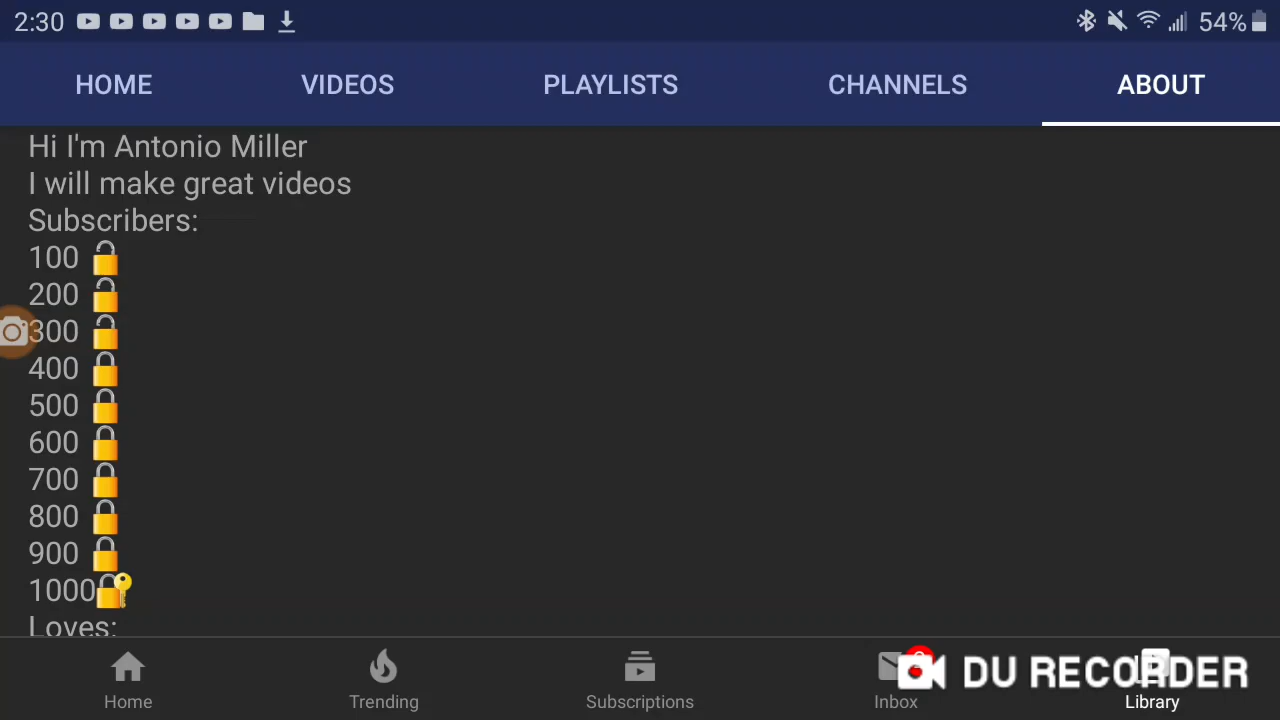 2:30 54%
HOME VIDEOS PLAYLISTS CHANNELS ABOUT
Hi I'm Antonio Miller
I will make great videos
Subscribers:
100 🔓
200 🔓
300 🔓
400 🔒
500 🔒
600 🔒
700 🔒
800 🔒
900 🔒
1000🔐
Loves:
DU RECORDER
Home Trending Subscriptions Inbox Library